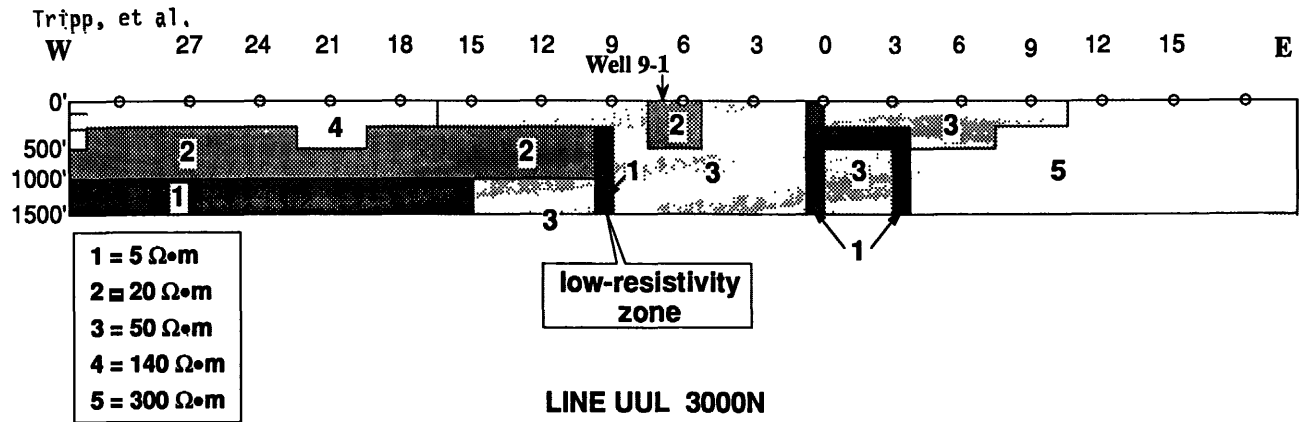 Tripp, et al.
W 27 24 21 18 15 12 9 6 3 0 3 6 9 12 15 E
Well 9-1
0'
500'
1000'
1500'
4 2 3
2 2 1 3 3 5
1 3
1
low-resistivity
zone
1 = 5 Ω•m
2 = 20 Ω•m
3 = 50 Ω•m
4 = 140 Ω•m
5 = 300 Ω•m
LINE UUL 3000N